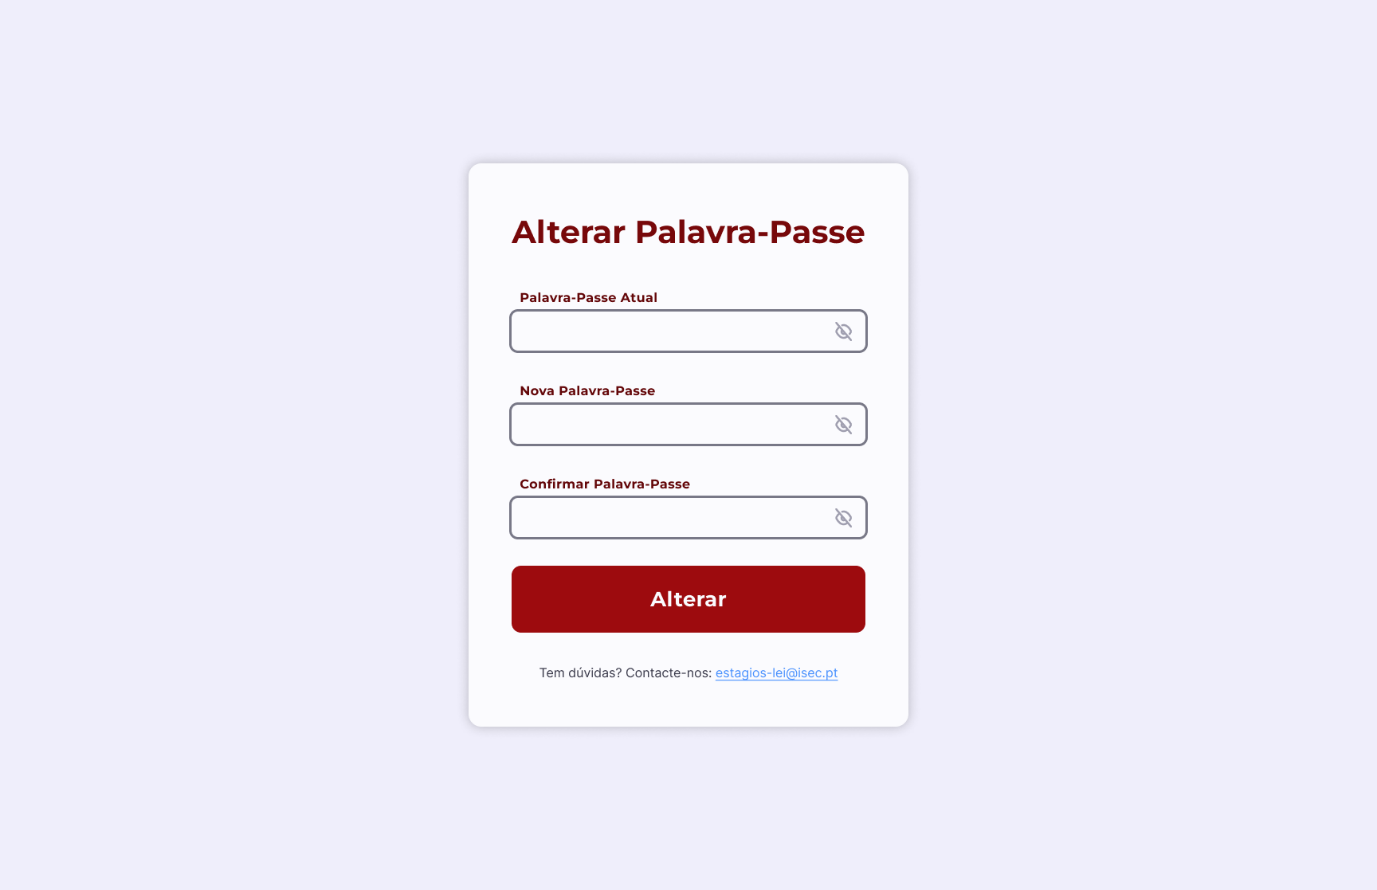 Alterar Palavra-Passe
Palavra-Passe Atual
Nova Palavra-Passe
Confirmar Palavra-Passe
Alterar
Tem dúvidas? Contacte-nos: estagios-lei@isec.pt